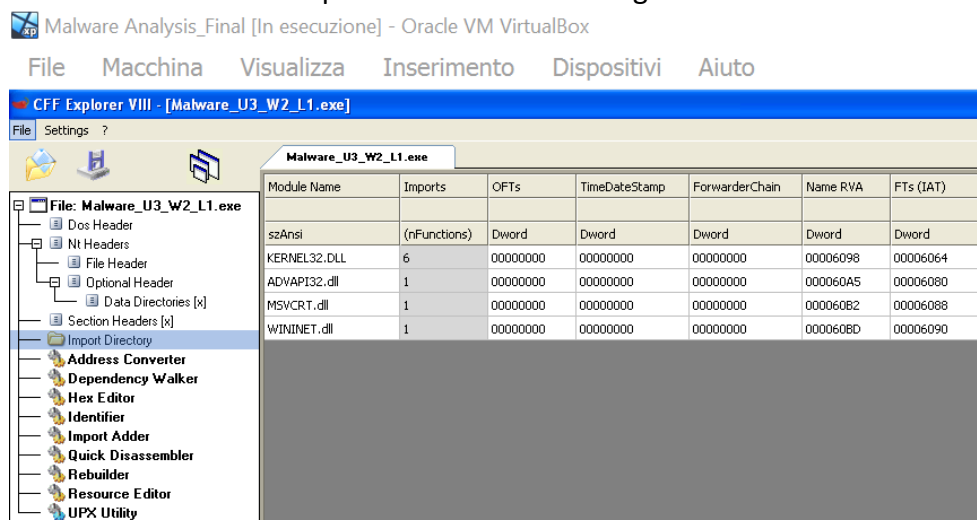 Malware Analysis_Final [In esecuzione] - Oracle VM VirtualBox
File Macchina Visualizza Inserimento Dispositivi Aiuto
CFF Explorer VIII - [Malware_U3_W2_L1.exe]
File Settings ?
Malware_U3_W2_L1.exe
Module Name Imports OFTs TimeDateStamp ForwarderChain Name RVA FTs (IAT)
szAnsi (nFunctions) Dword Dword Dword Dword Dword
KERNEL32.DLL 6 00000000 00000000 00000000 00006098 00006064
ADVAPI32.dll 1 00000000 00000000 00000000 000060A5 00006080
MSVCRT.dll 1 00000000 00000000 00000000 000060B2 00006088
WININET.dll 1 00000000 00000000 00000000 000060BD 00006090
File: Malware_U3_W2_L1.exe
Dos Header
Nt Headers
File Header
Optional Header
Data Directories [x]
Section Headers [x]
Import Directory
Address Converter
Dependency Walker
Hex Editor
Identifier
Import Adder
Quick Disassembler
Rebuilder
Resource Editor
UPX Utility